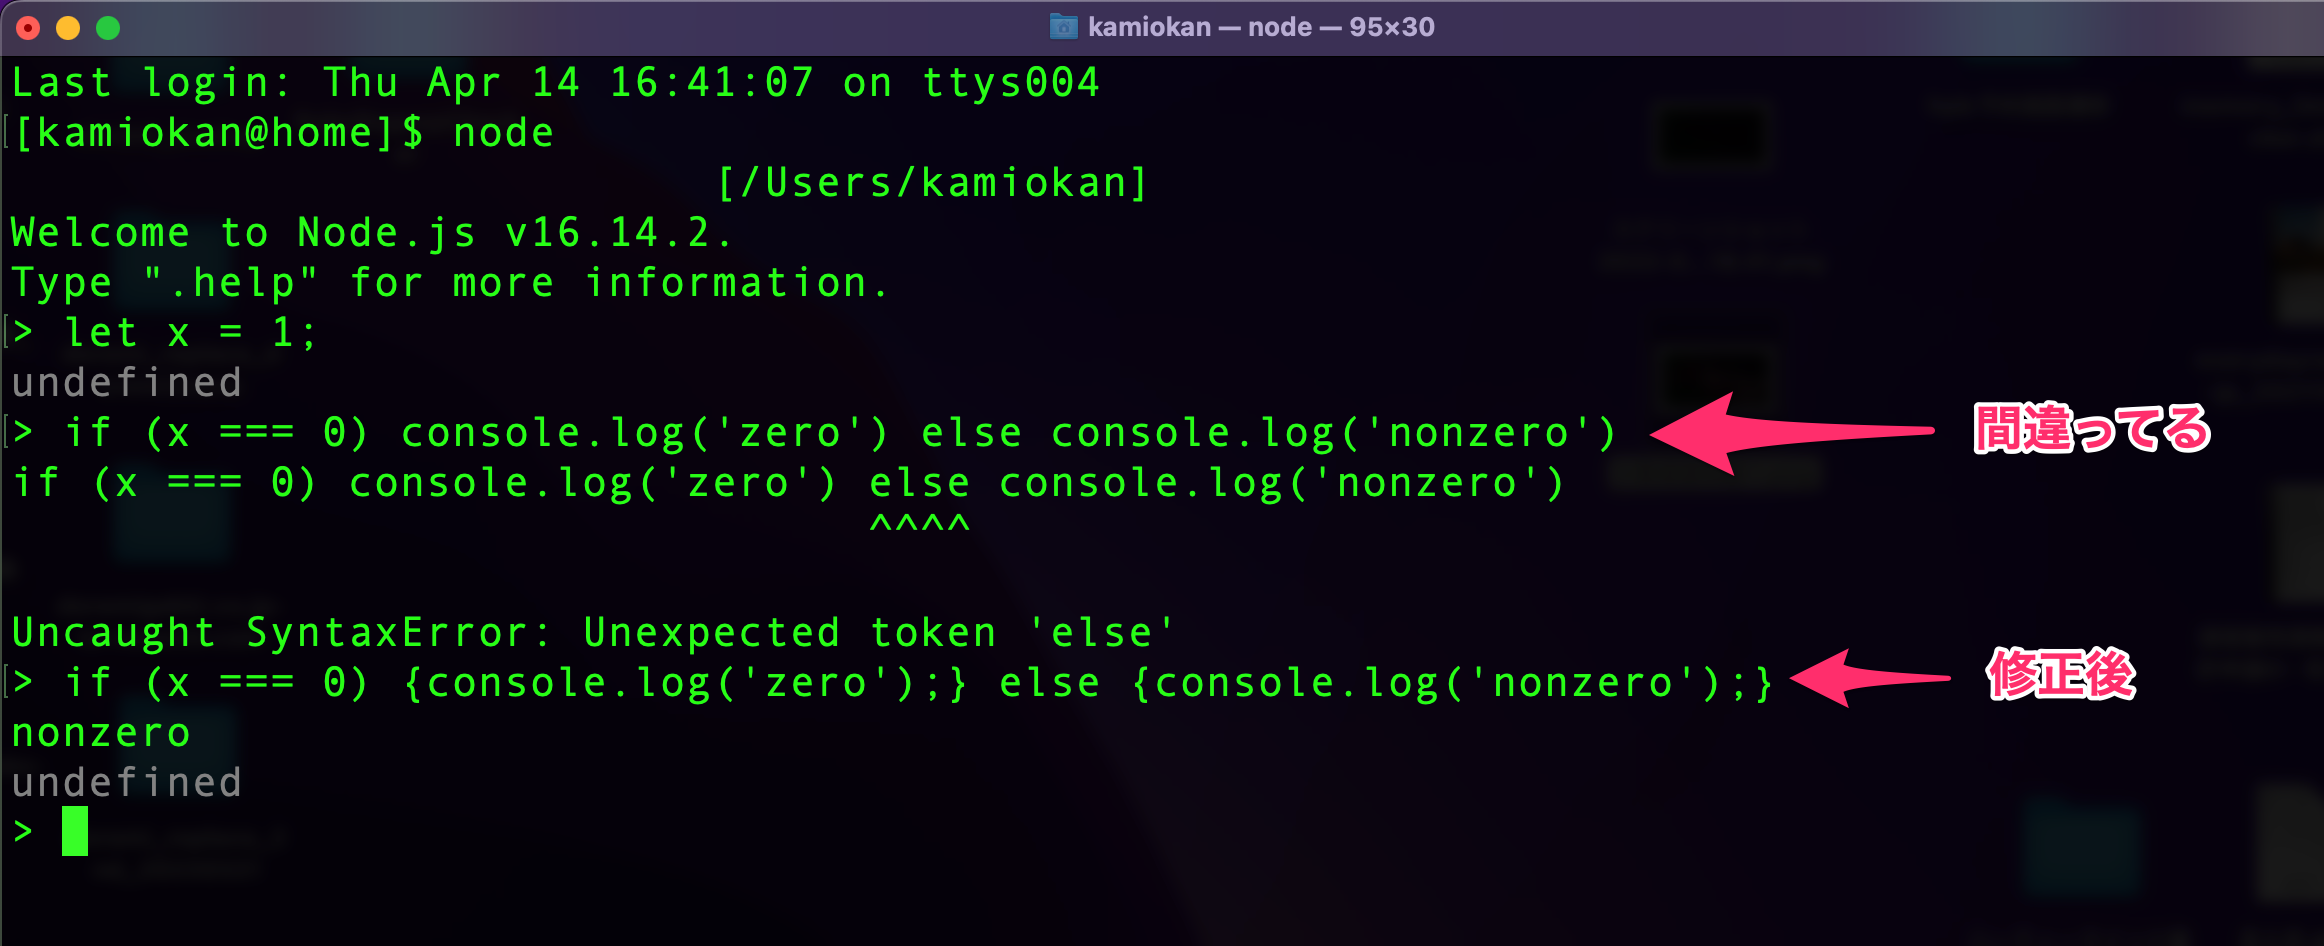 kamiokan — node — 95×30
Last login: Thu Apr 14 16:41:07 on ttys004
[kamiokan@home]$ node
[/Users/kamiokan]
Welcome to Node.js v16.14.2.
Type ".help" for more information.
> let x = 1;
undefined
> if (x === 0) console.log('zero') else console.log('nonzero')
間違ってる
if (x === 0) console.log('zero') else console.log('nonzero')
^^^^
Uncaught SyntaxError: Unexpected token 'else'
> if (x === 0) {console.log('zero');} else {console.log('nonzero');}
修正後
nonzero
undefined
>